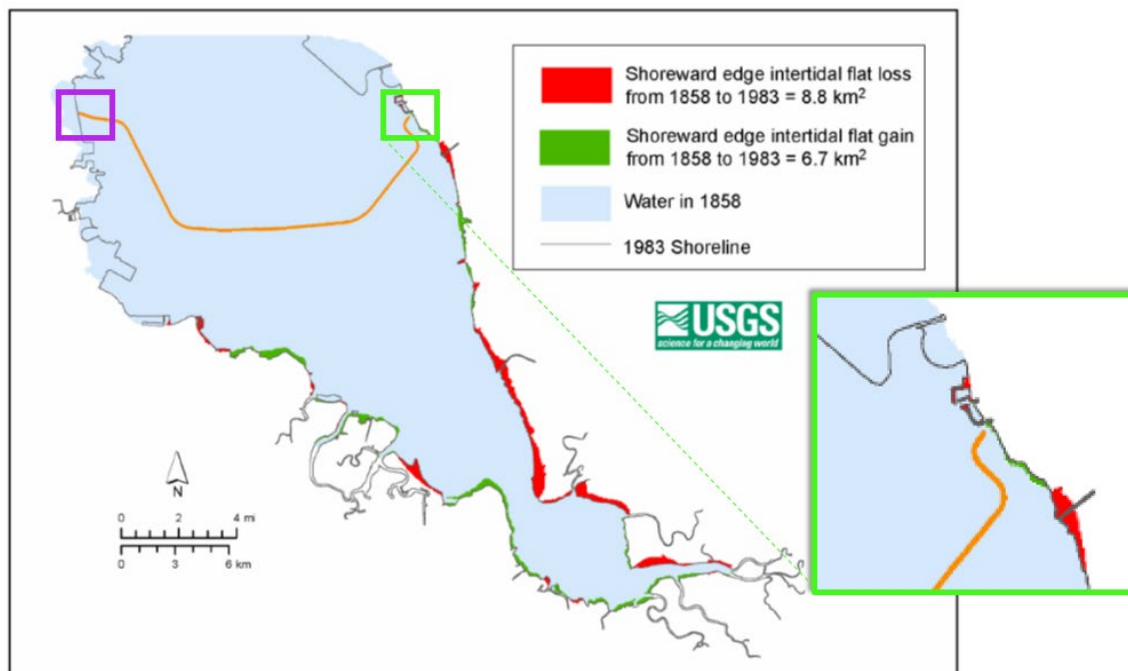 Shoreward edge intertidal flat loss
from 1858 to 1983 = 8.8 km²
Shoreward edge intertidal flat gain
from 1858 to 1983 = 6.7 km²
Water in 1858
1983 Shoreline
USGS
science for a changing world
N
0 2 4 mi
0 3 6 km